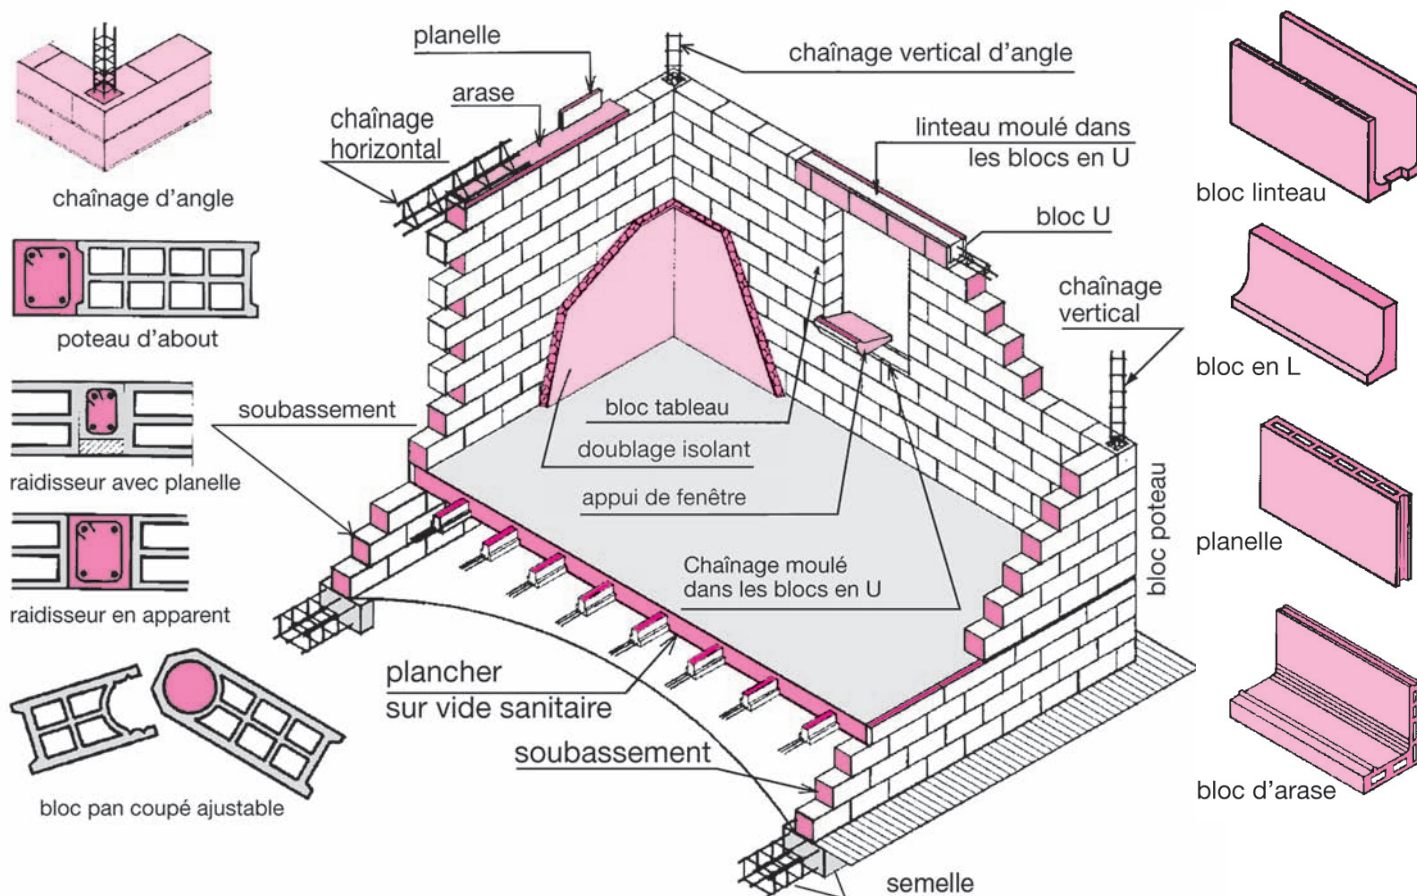 chaînage d'angle
poteau d'about
raidisseur avec planelle
raidisseur en apparent
bloc pan coupé ajustable
planelle
arase
chaînage
horizontal
chaînage vertical d'angle
linteau moulé dans
les blocs en U
bloc U
chaînage
vertical
soubassement
bloc tableau
doublage isolant
appui de fenêtre
Chaînage moulé
dans les blocs en U
bloc poteau
plancher
sur vide sanitaire
soubassement
semelle
bloc linteau
bloc en L
planelle
bloc d'arase